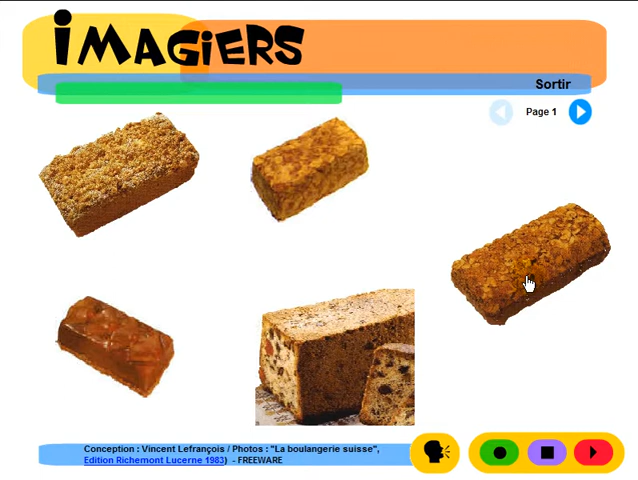 iMAGiERS
Sortir
Page 1
Conception : Vincent Lefrançois / Photos : "La boulangerie suisse",
Edition Richemont Lucerne 1983) - FREEWARE